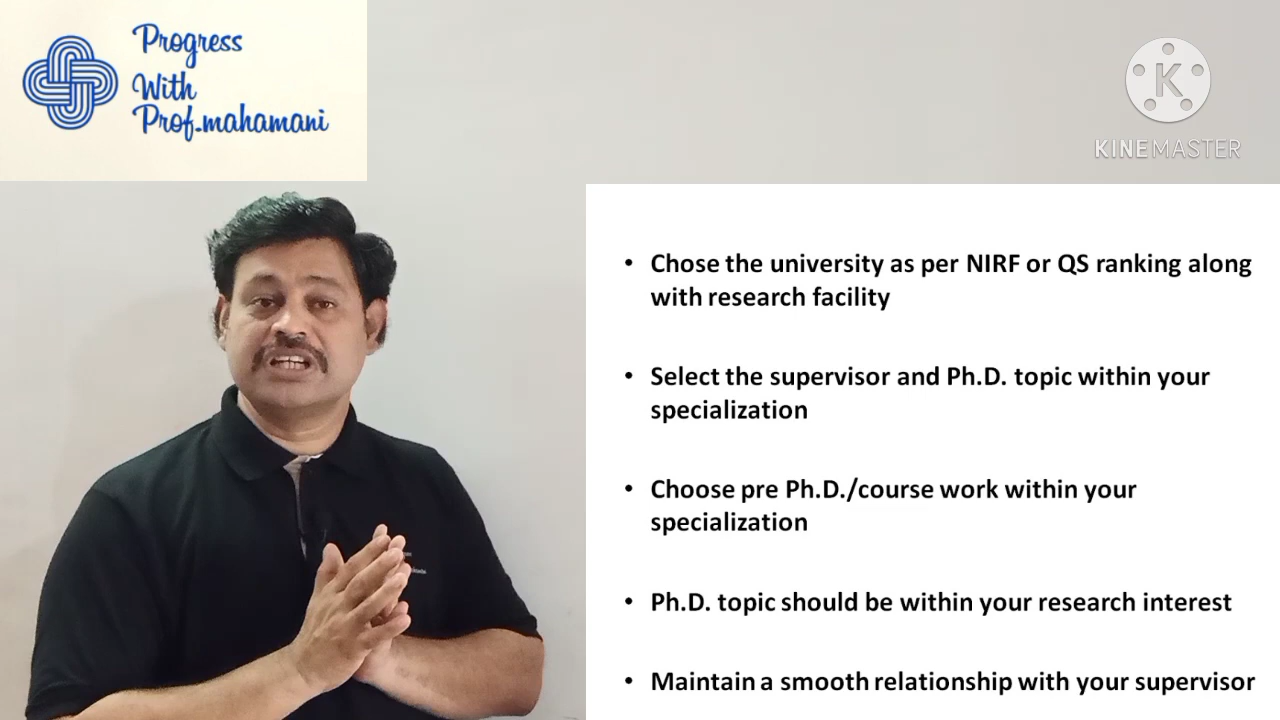 Progress
With
Prof.mahamani
KINEMASTER
• Chose the university as per NIRF or QS ranking along
with research facility
• Select the supervisor and Ph.D. topic within your
specialization
• Choose pre Ph.D./course work within your
specialization
• Ph.D. topic should be within your research interest
• Maintain a smooth relationship with your supervisor